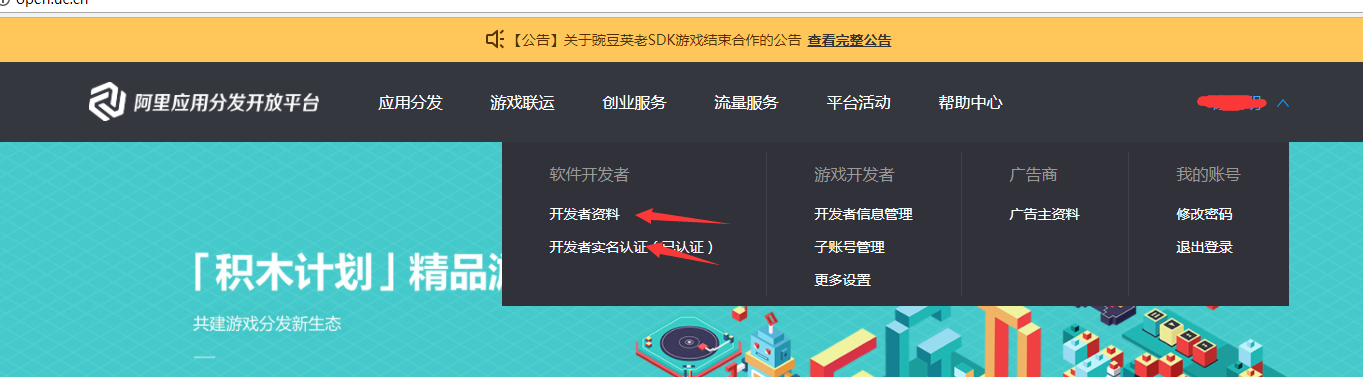 open.uc.cn
【公告】关于豌豆荚老SDK游戏结束合作的公告 查看完整公告
阿里应用分发开放平台 应用分发 游戏联运 创业服务 流量服务 平台活动 帮助中心
软件开发者 游戏开发者 广告商 我的账号
开发者资料 开发者信息管理 广告主资料 修改密码
开发者实名认证（已认证） 子账号管理 退出登录
更多设置
「积木计划」精品
共建游戏分发新生态